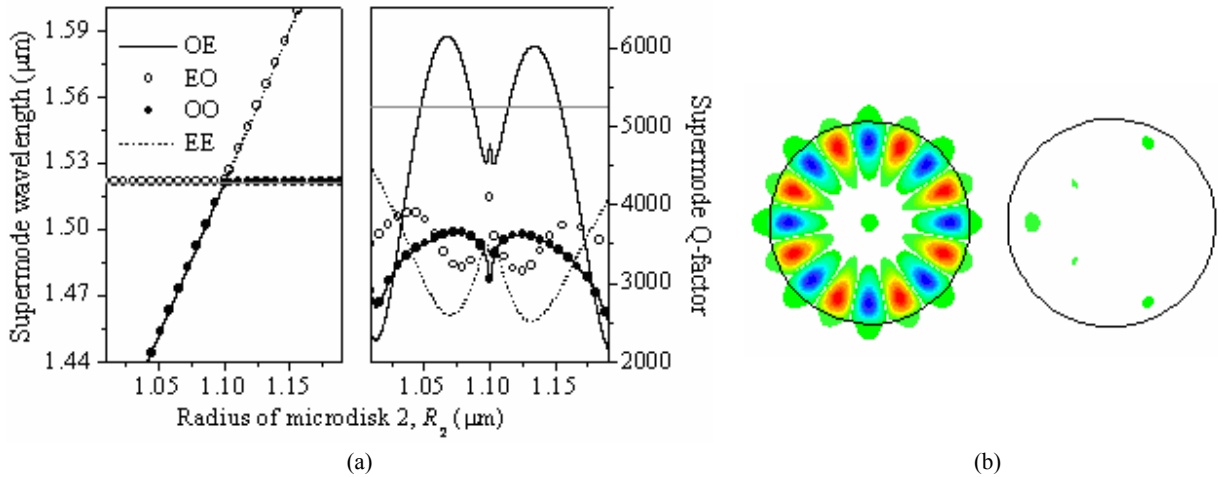 Supermode wavelength (μm)
1.59
1.56
1.53
1.50
1.47
1.44
OE
EO
OO
EE
1.05 1.10 1.15
1.05 1.10 1.15
6000
5000
4000
3000
2000
Supermode Q-factor
Radius of microdisk 2, R2 (μm)
(a)
(b)